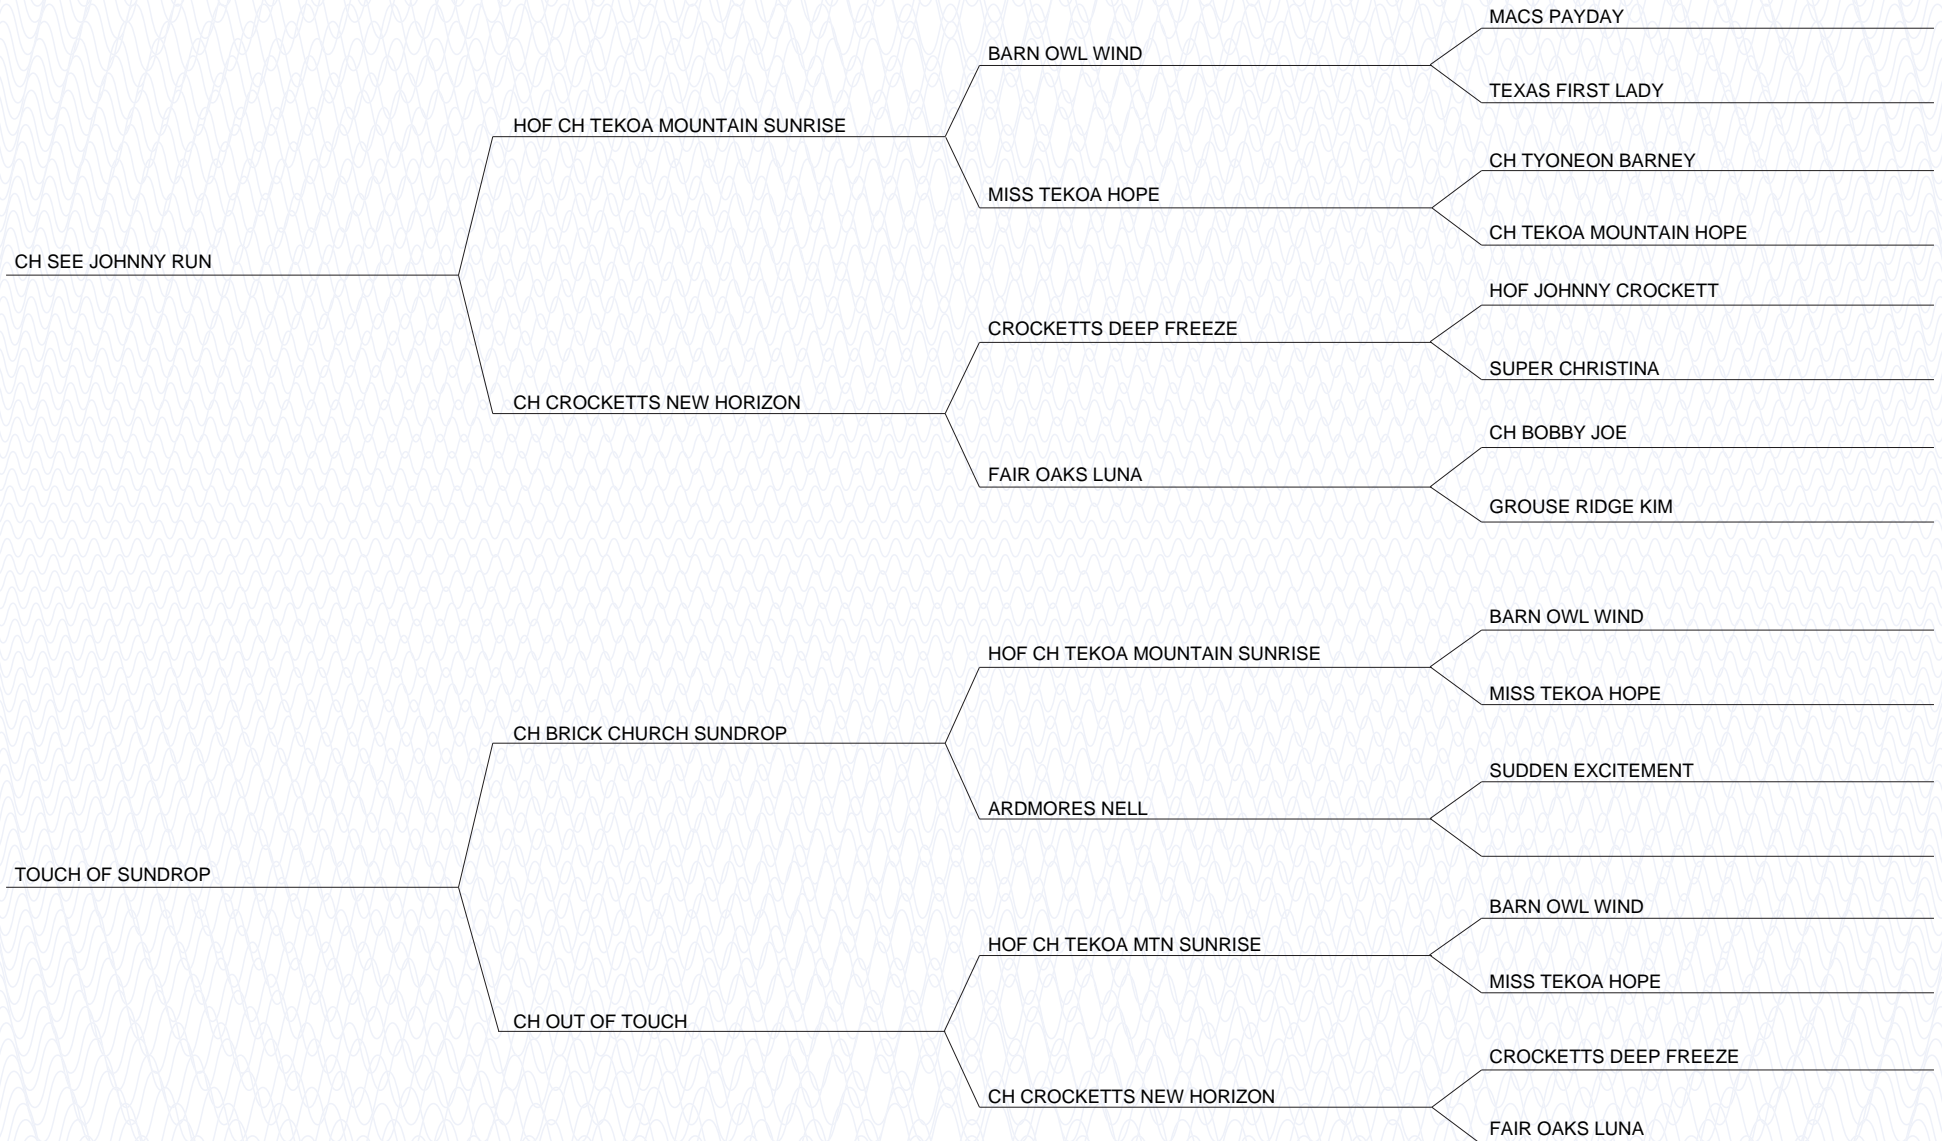 MACS PAYDAY
BARN OWL WIND
TEXAS FIRST LADY
HOF CH TEKOA MOUNTAIN SUNRISE
CH TYONEON BARNEY
MISS TEKOA HOPE
CH TEKOA MOUNTAIN HOPE
CH SEE JOHNNY RUN
HOF JOHNNY CROCKETT
CROCKETTS DEEP FREEZE
SUPER CHRISTINA
CH CROCKETTS NEW HORIZON
CH BOBBY JOE
FAIR OAKS LUNA
GROUSE RIDGE KIM
BARN OWL WIND
HOF CH TEKOA MOUNTAIN SUNRISE
MISS TEKOA HOPE
CH BRICK CHURCH SUNDROP
SUDDEN EXCITEMENT
ARDMORES NELL
TOUCH OF SUNDROP
BARN OWL WIND
HOF CH TEKOA MTN SUNRISE
MISS TEKOA HOPE
CH OUT OF TOUCH
CROCKETTS DEEP FREEZE
CH CROCKETTS NEW HORIZON
FAIR OAKS LUNA